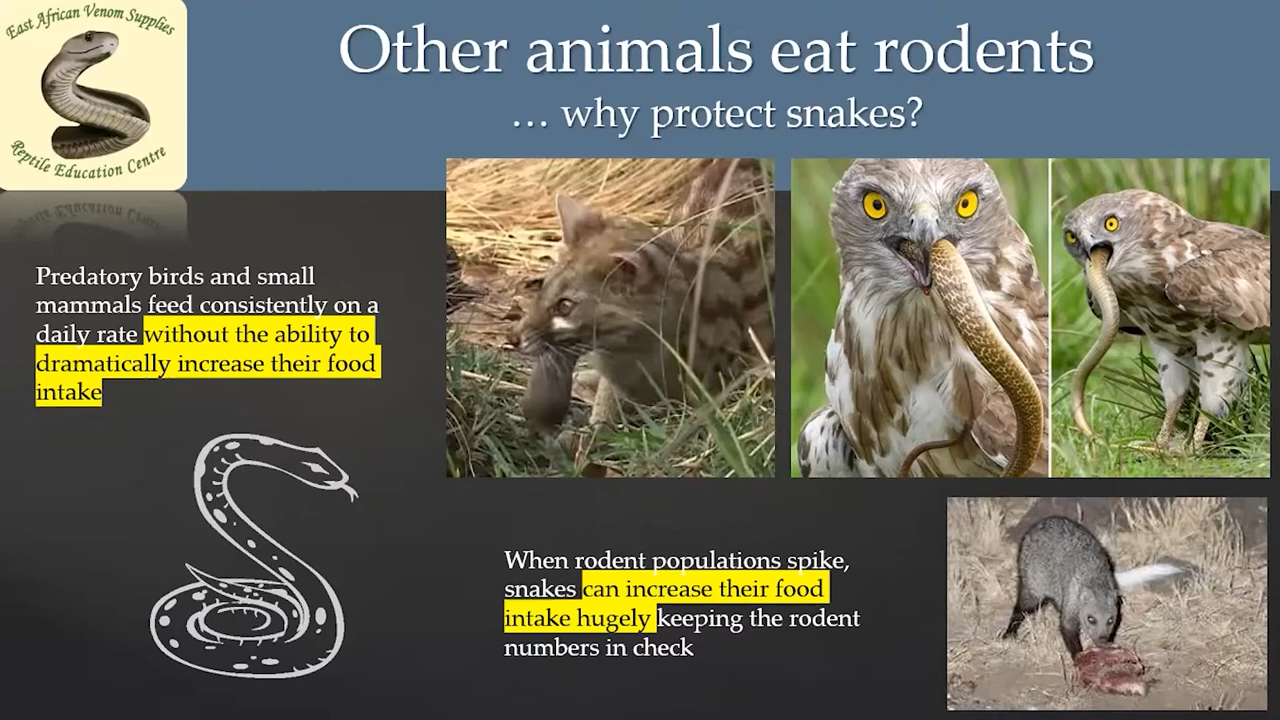 East African Venom Supplies
Reptile Education Centre
Other animals eat rodents
… why protect snakes?
Predatory birds and small
mammals feed consistently on a
daily rate without the ability to
dramatically increase their food
intake
When rodent populations spike,
snakes can increase their food
intake hugely keeping the rodent
numbers in check